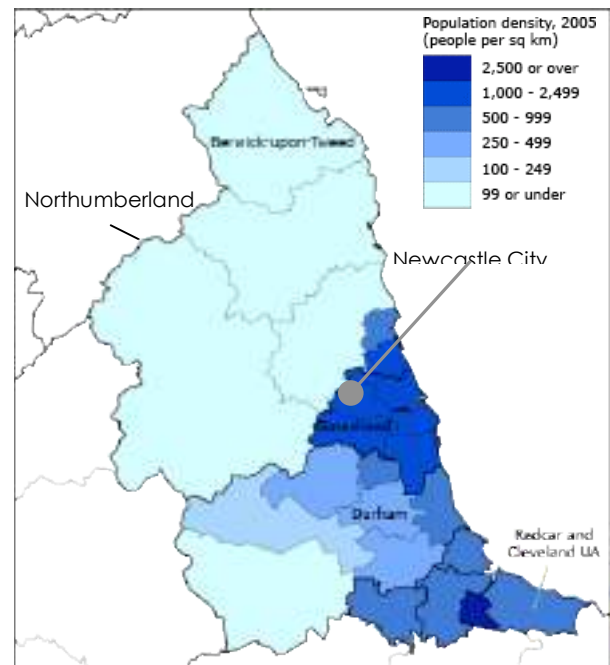 Population density, 2005
(people per sq km)
2,500 or over
1,000 - 2,499
500 - 999
250 - 499
100 - 249
99 or under
Berwick-upon-Tweed
Northumberland
Newcastle City
Gateshead
Durham
Redcar and
Cleveland UA